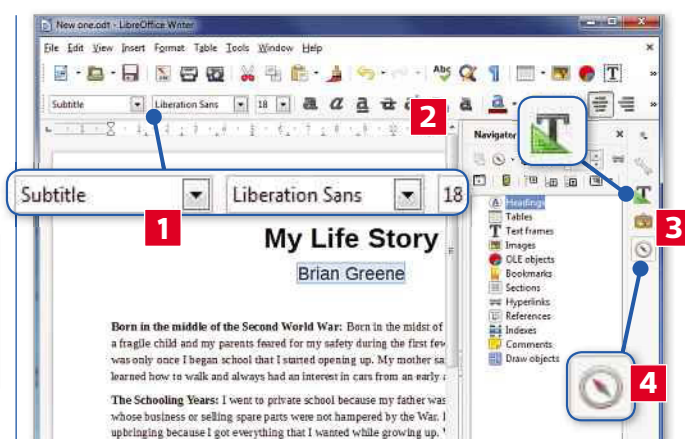 New one.odt - LibreOffice Writer
File Edit View Insert Format Table Tools Window Help
Subtitle Liberation Sans 18
2
Navigator
Subtitle Liberation Sans 18
1
3
4
Headings
Tables
Text frames
Images
OLE objects
Bookmarks
Sections
Hyperlinks
References
Indexes
Comments
Draw objects
My Life Story
Brian Greene
Born in the middle of the Second World War: Born in the midst of
a fragile child and my parents feared for my safety during the first few
was only once I began school that I started opening up. My mother
learned how to walk and always had an interest in cars from an early
The Schooling Years: I went to private school because my father was
whose business or selling spare parts were not hampered by the War.
upbringing because I got everything that I wanted while growing up.